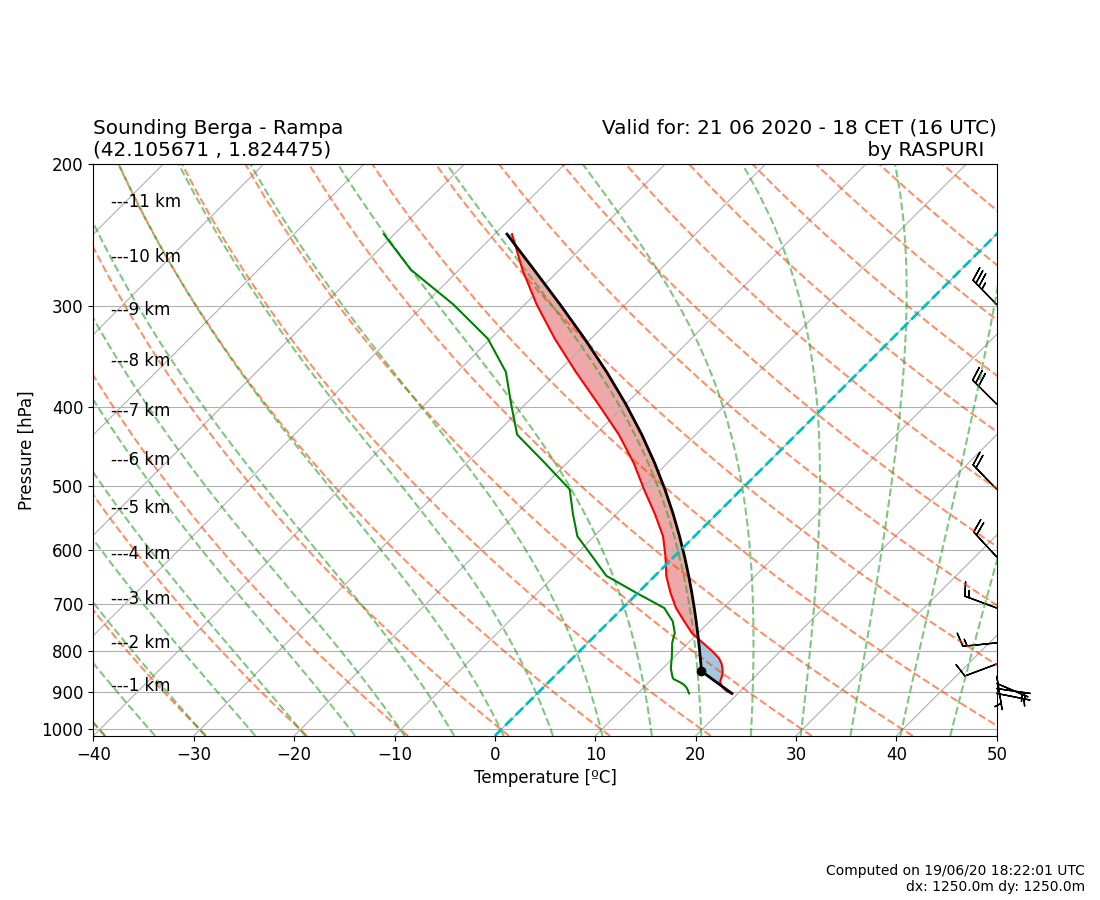 Sounding Berga - Rampa
(42.105671 , 1.824475)
Valid for: 21 06 2020 - 18 CET (16 UTC)
by RASPURI
200
300
400
500
600
700
800
900
1000
Pressure [hPa]
---11 km
---10 km
---9 km
---8 km
---7 km
---6 km
---5 km
---4 km
---3 km
---2 km
---1 km
−40 −30 −20 −10 0 10 20 30 40 50
Temperature [ºC]
Computed on 19/06/20 18:22:01 UTC
dx: 1250.0m dy: 1250.0m